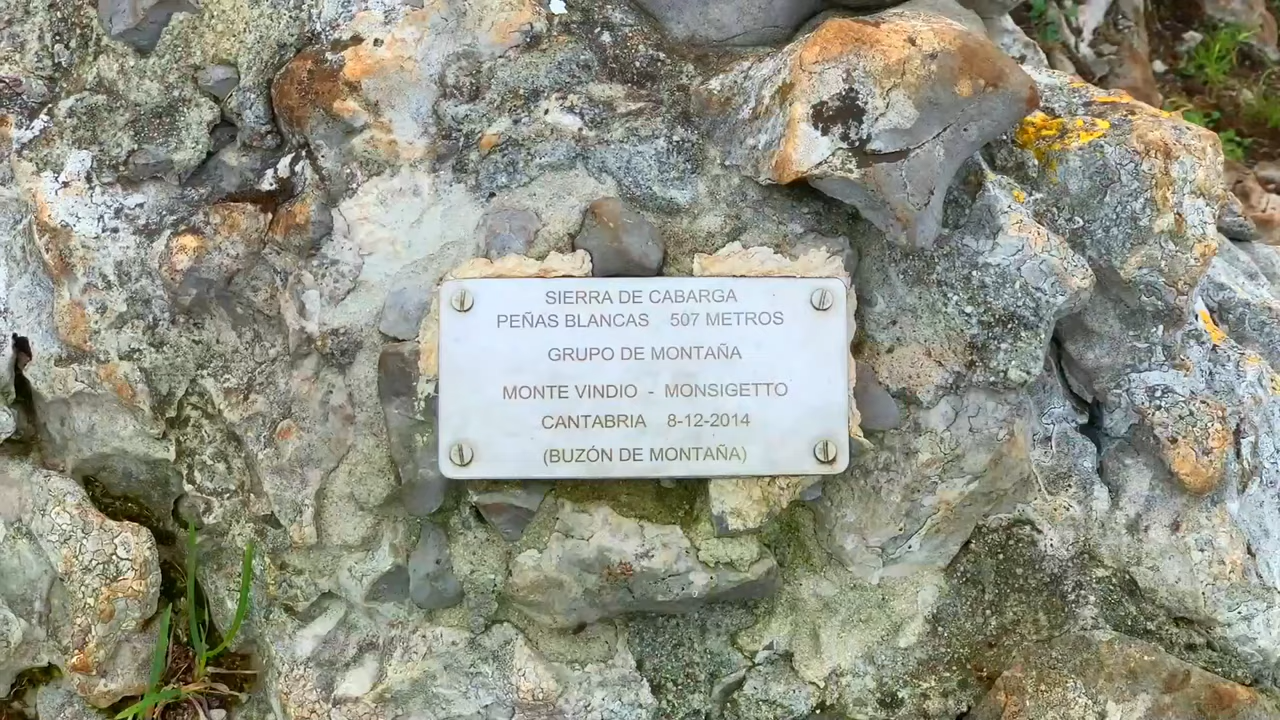 SIERRA DE CABARGA
PEÑAS BLANCAS 507 METROS
GRUPO DE MONTAÑA
MONTE VINDIO - MONSIGETTO
CANTABRIA 8-12-2014
(BUZÓN DE MONTAÑA)